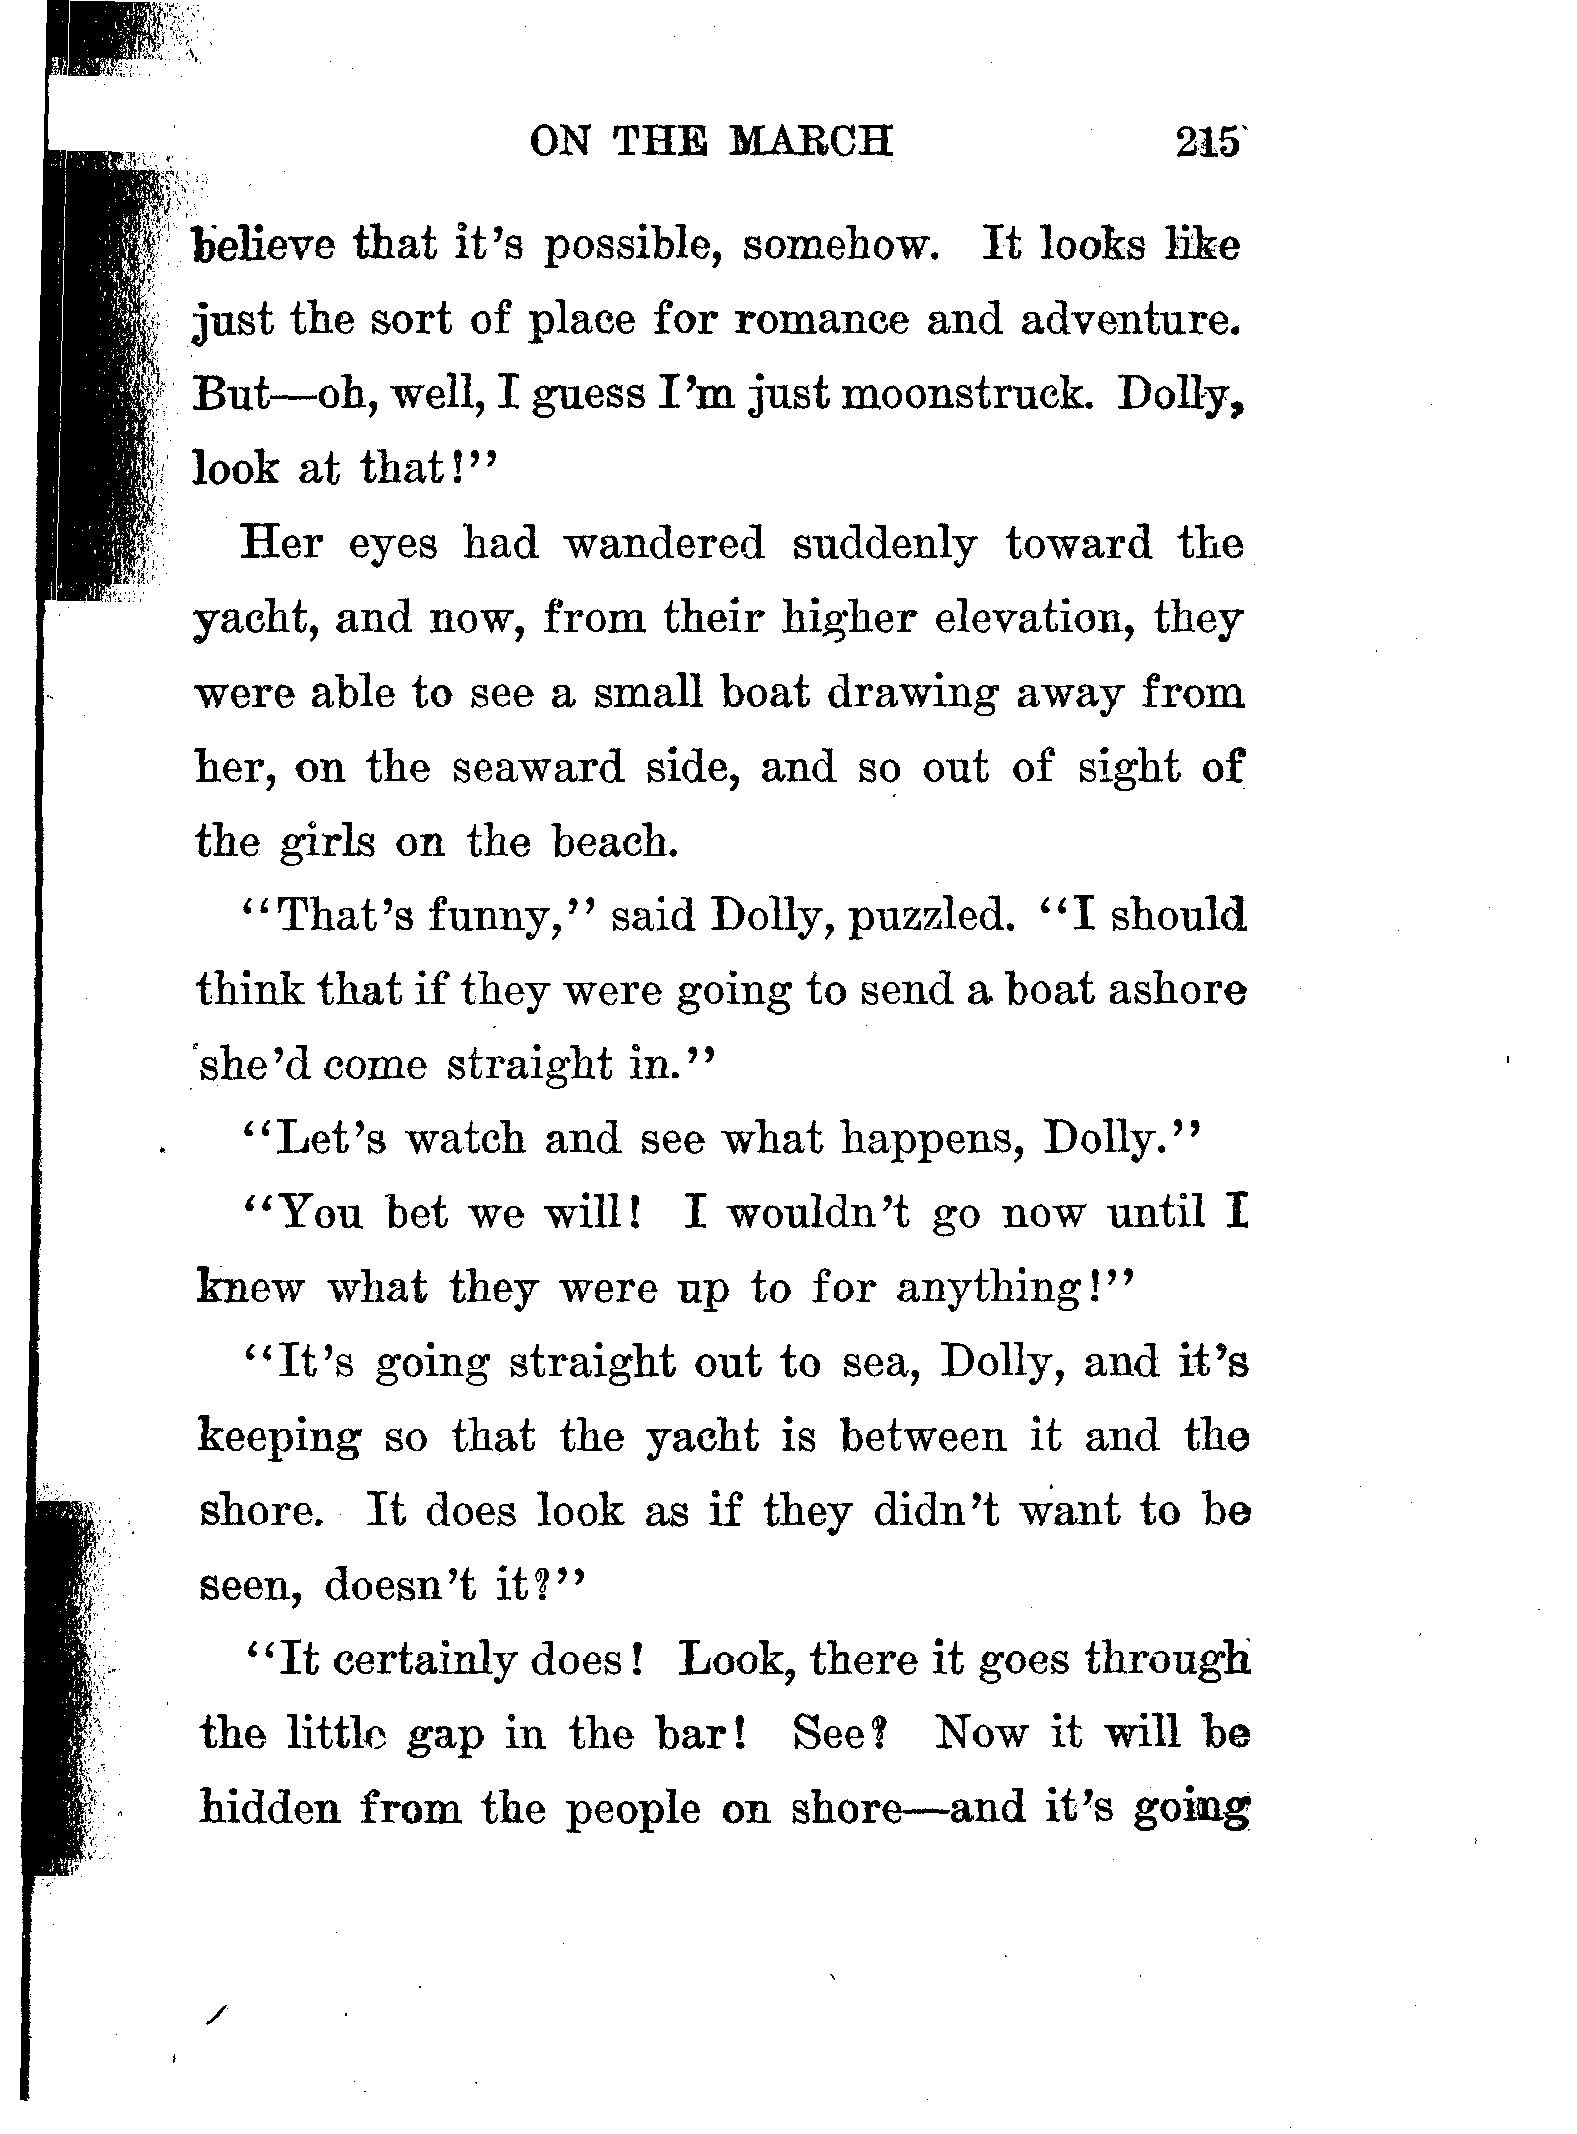 ON THE MARCH 215
believe that it's possible, somehow. It looks like
just the sort of place for romance and adventure.
But—oh, well, I guess I'm just moonstruck. Dolly,
look at that!"
Her eyes had wandered suddenly toward the
yacht, and now, from their higher elevation, they
were able to see a small boat drawing away from
her, on the seaward side, and so out of sight of
the girls on the beach.
"That's funny," said Dolly, puzzled. "I should
think that if they were going to send a boat ashore
she'd come straight in."
"Let's watch and see what happens, Dolly."
"You bet we will! I wouldn't go now until I
knew what they were up to for anything!"
"It's going straight out to sea, Dolly, and it's
keeping so that the yacht is between it and the
shore. It does look as if they didn't want to be
seen, doesn't it?"
"It certainly does! Look, there it goes through
the little gap in the bar! See? Now it will be
hidden from the people on shore—and it's going